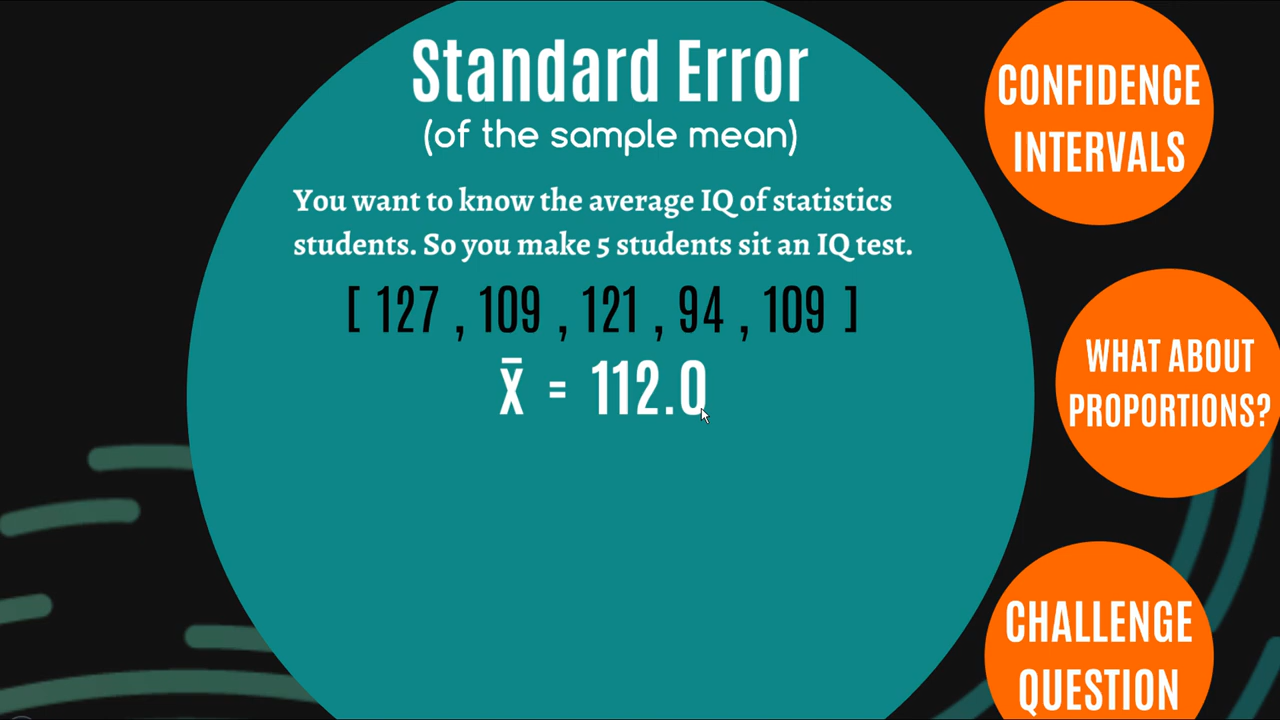 Standard Error
(of the sample mean)
You want to know the average IQ of statistics
students. So you make 5 students sit an IQ test.
[ 127 , 109 , 121 , 94 , 109 ]
x̄ = 112.0
CONFIDENCE
INTERVALS
WHAT ABOUT
PROPORTIONS?
CHALLENGE
QUESTION